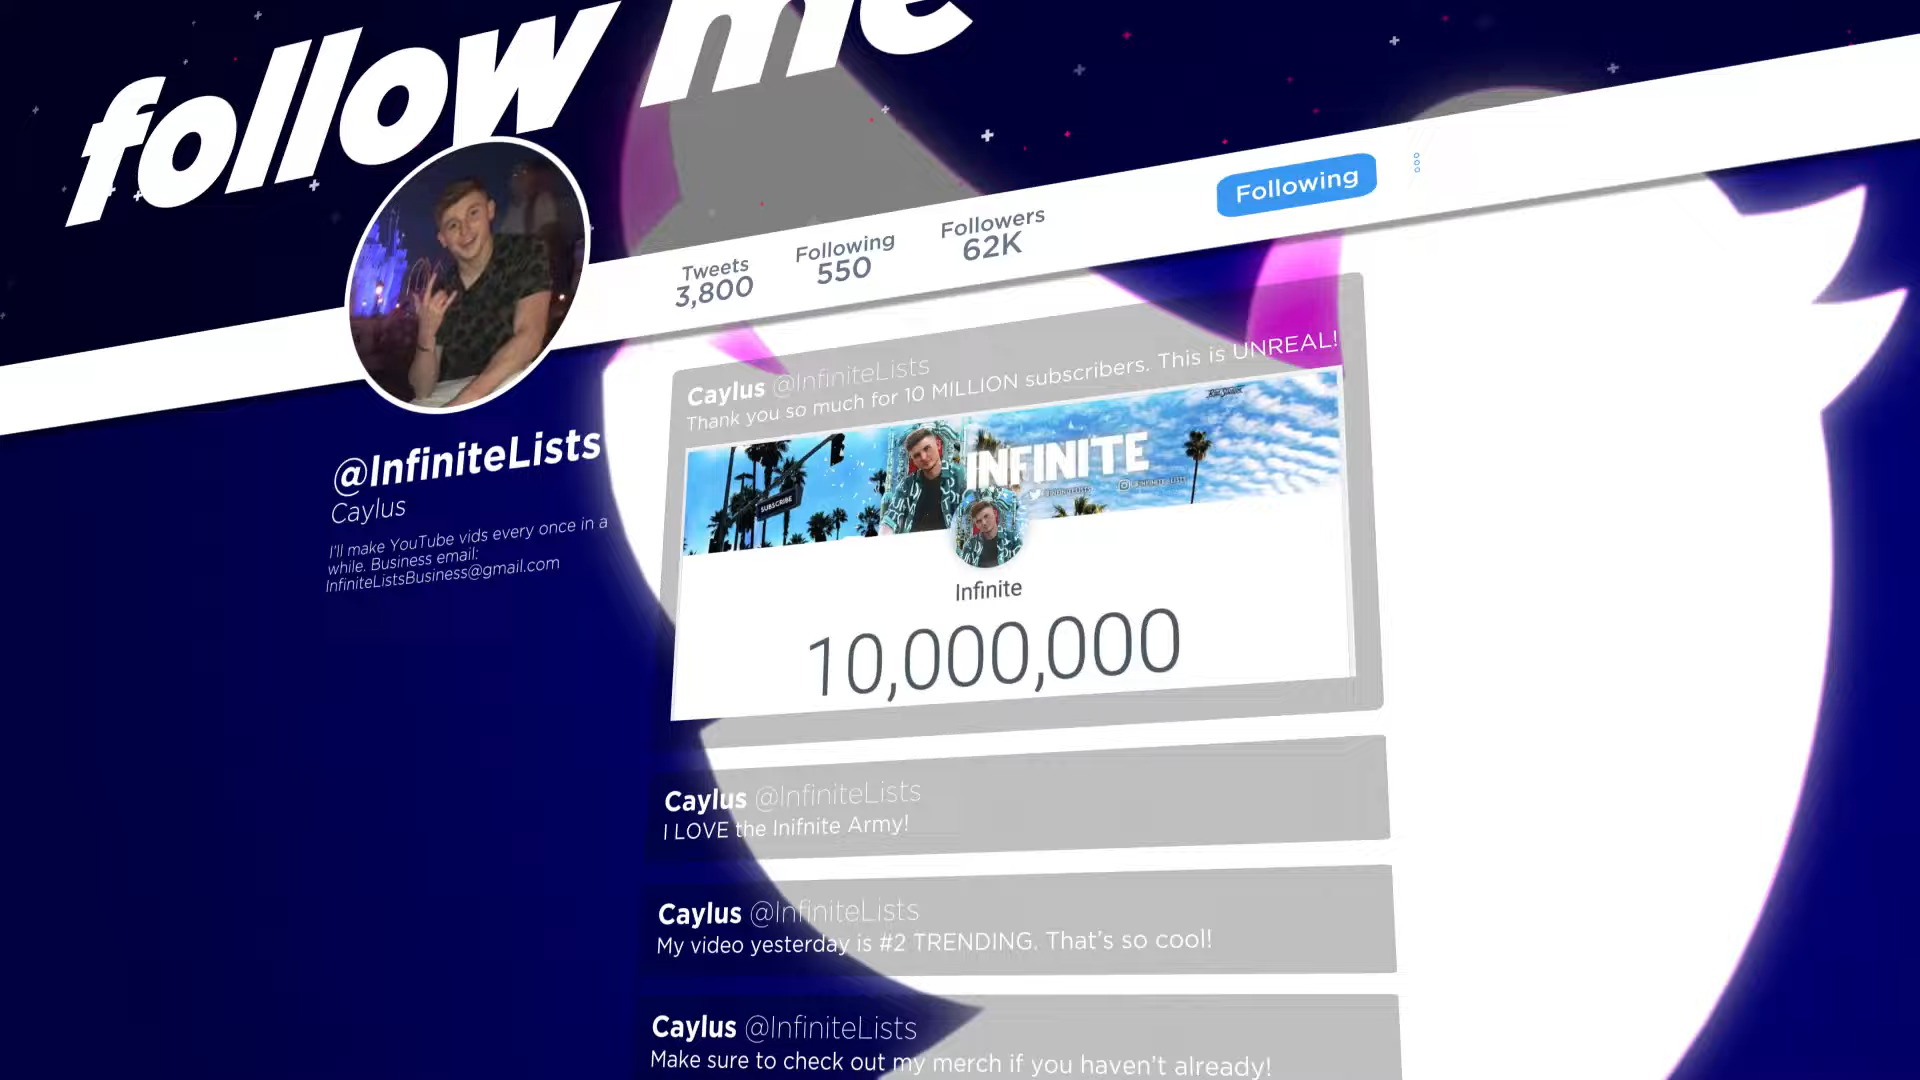 follow me
Tweets
3,800
Following
550
Followers
62K
Following
@InfiniteLists
Caylus
I'll make YouTube vids every once in a
while. Business email:
InfiniteListsBusiness@gmail.com
Caylus @InfiniteLists
Thank you so much for 10 MILLION subscribers. This is UNREAL!
SUBSCRIBE
INFINITE
Infinite
10,000,000
Caylus @InfiniteLists
I LOVE the Inifnite Army!
Caylus @InfiniteLists
My video yesterday is #2 TRENDING. That's so cool!
Caylus @InfiniteLists
Make sure to check out my merch if you haven't already!